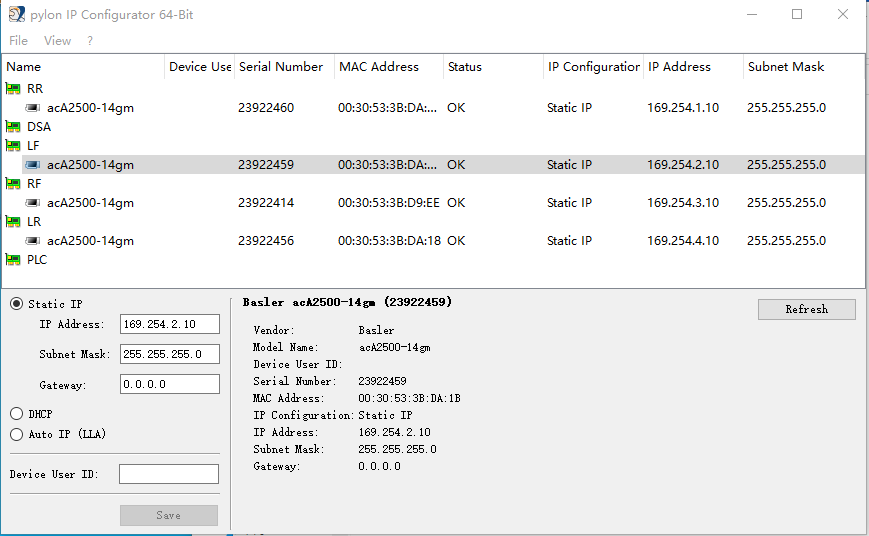 pylon IP Configurator 64-Bit
File View ?
Name Device Use Serial Number MAC Address Status IP Configuration IP Address Subnet Mask
RR
acA2500-14gm 23922460 00:30:53:3B:DA:... OK Static IP 169.254.1.10 255.255.255.0
DSA
LF
acA2500-14gm 23922459 00:30:53:3B:DA:... OK Static IP 169.254.2.10 255.255.255.0
RF
acA2500-14gm 23922414 00:30:53:3B:D9:EE OK Static IP 169.254.3.10 255.255.255.0
LR
acA2500-14gm 23922456 00:30:53:3B:DA:18 OK Static IP 169.254.4.10 255.255.255.0
PLC
Static IP
IP Address: 169.254.2.10
Subnet Mask: 255.255.255.0
Gateway: 0.0.0.0
DHCP
Auto IP (LLA)
Device User ID:
Save
Basler acA2500-14gm (23922459)
Vendor: Basler
Model Name: acA2500-14gm
Device User ID:
Serial Number: 23922459
MAC Address: 00:30:53:3B:DA:1B
IP Configuration: Static IP
IP Address: 169.254.2.10
Subnet Mask: 255.255.255.0
Gateway: 0.0.0.0
Refresh